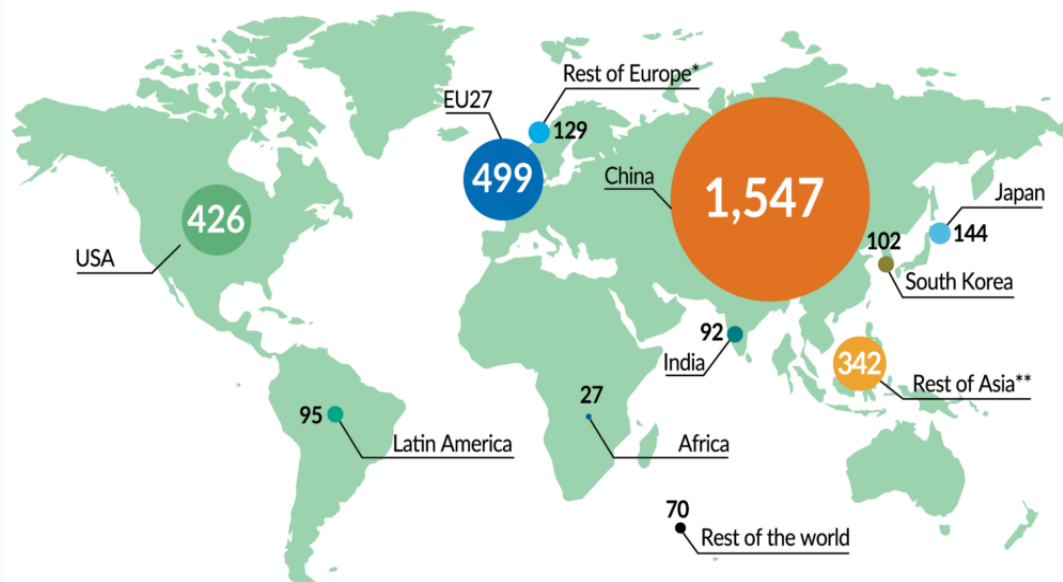 Rest of Europe*
EU27
129
499
China
1,547
Japan
426
102
144
USA
South Korea
92
India
342
Rest of Asia**
27
95
Latin America
Africa
70
Rest of the world